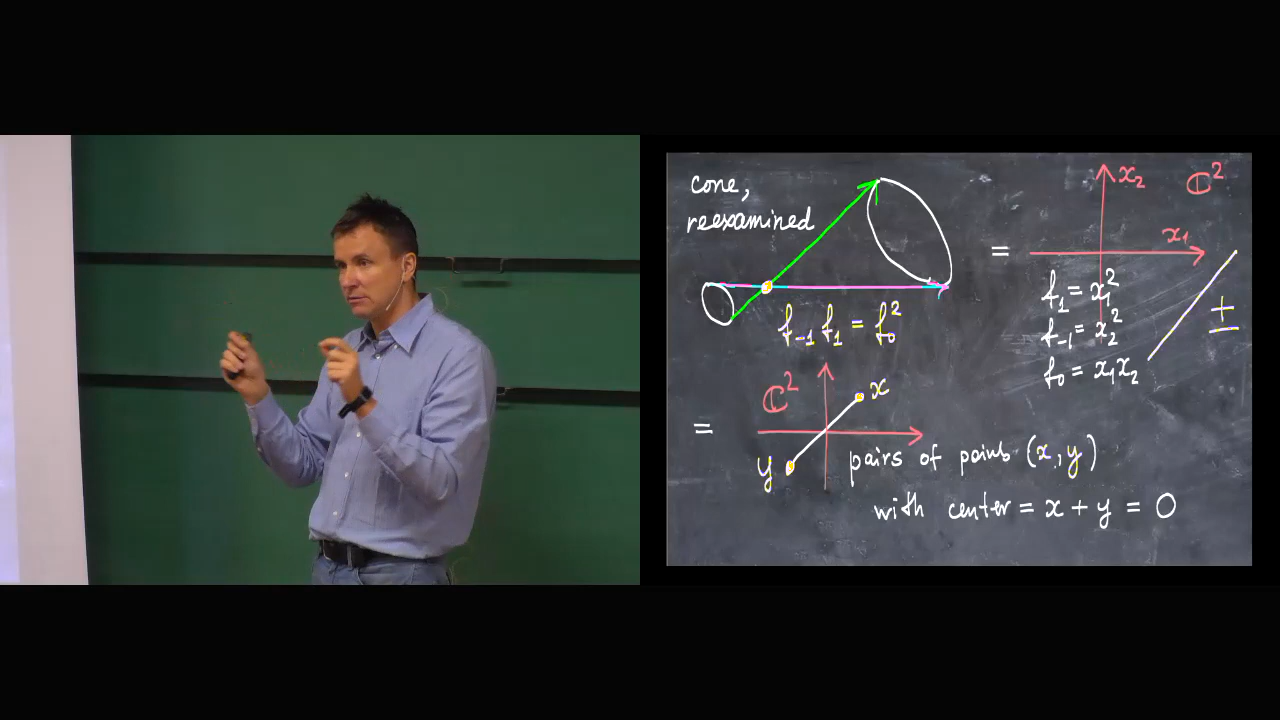 cone,
reexamined
f₋₁ f₁ = f₀²
=
x₂
ℂ²
x₁
f₁ = x₁²
f₋₁ = x₂²
f₀ = x₁x₂
±
=
ℂ²
x
y
pairs of points (x, y)
with center = x + y = 0